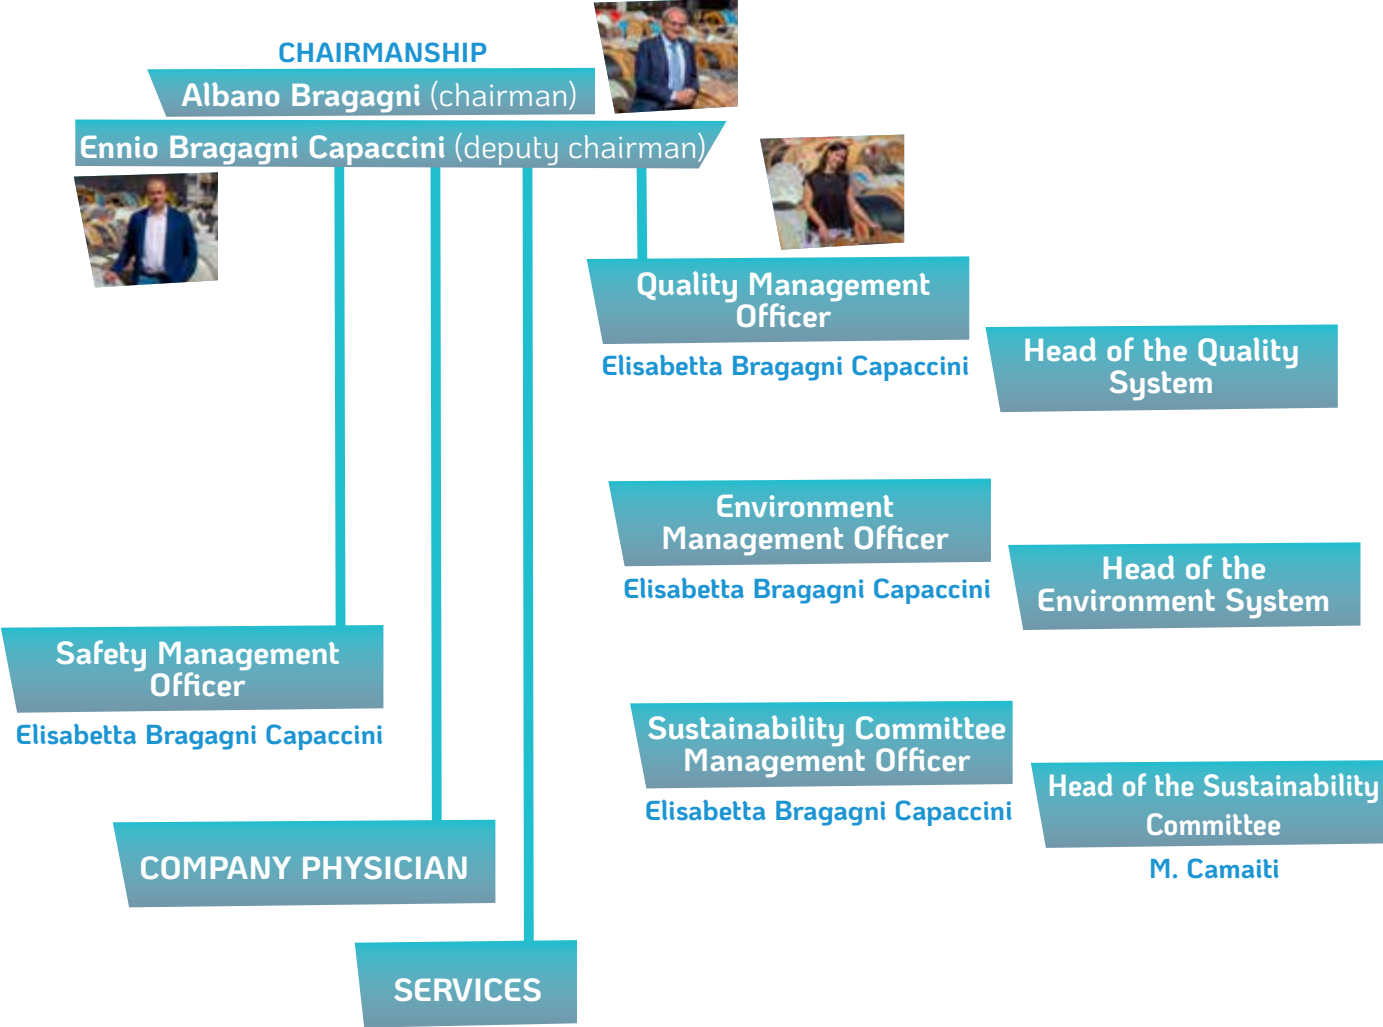 CHAIRMANSHIP
Albano Bragagni (chairman)
Ennio Bragagni Capaccini (deputy chairman)
Quality Management
Officer
Elisabetta Bragagni Capaccini
Head of the Quality
System
Environment
Management Officer
Elisabetta Bragagni Capaccini
Head of the
Environment System
Safety Management
Officer
Elisabetta Bragagni Capaccini
Sustainability Committee
Management Officer
Elisabetta Bragagni Capaccini
Head of the Sustainability
Committee
M. Camaiti
COMPANY PHYSICIAN
SERVICES